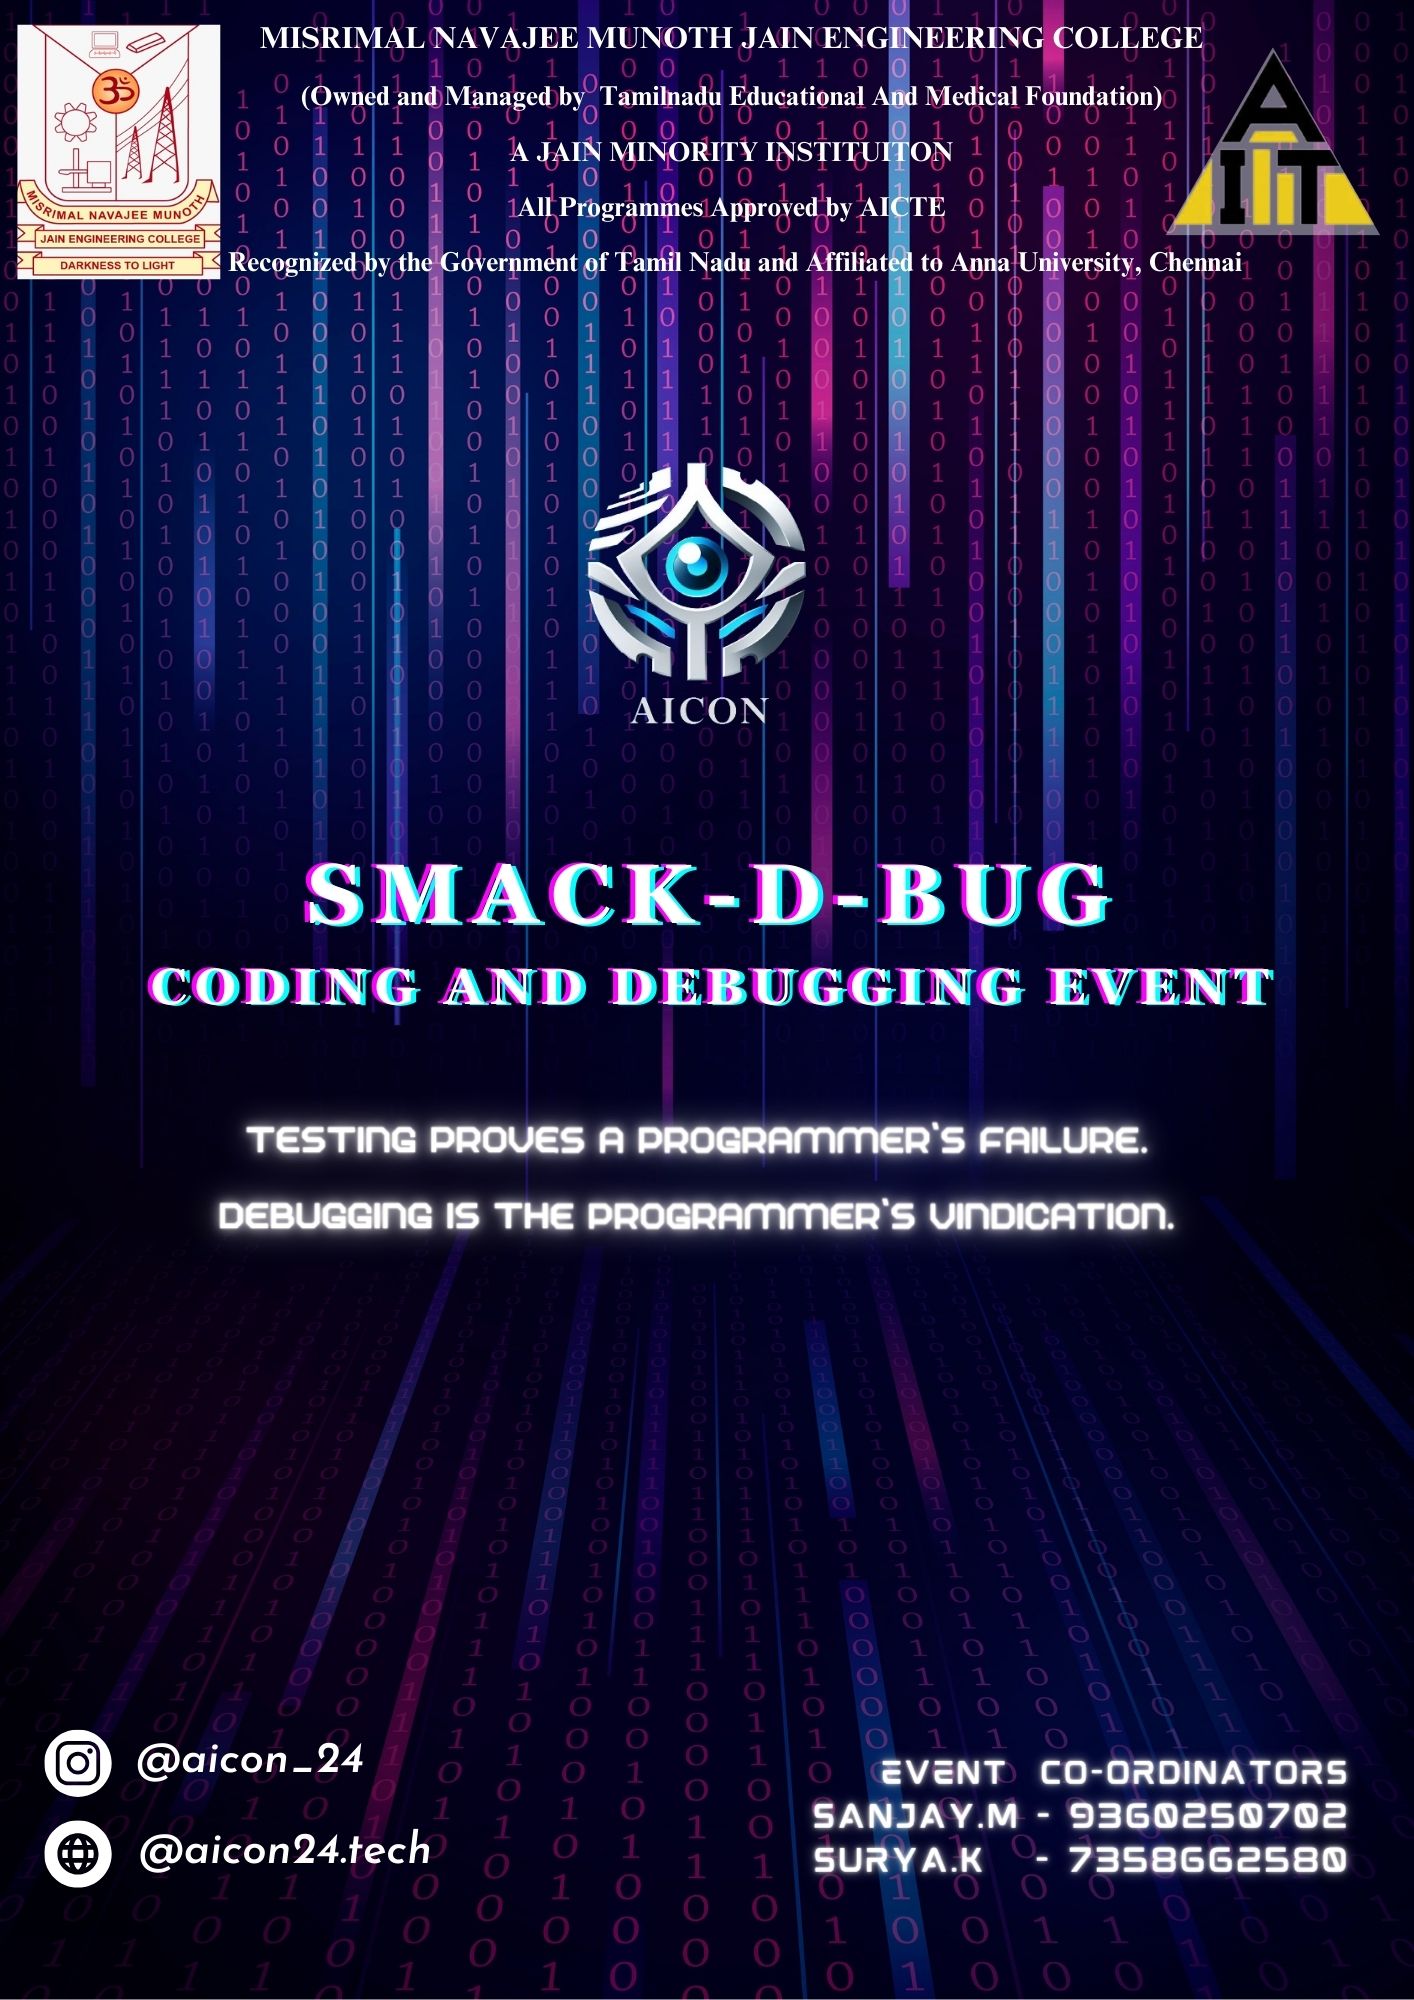 MISRIMAL NAVAJEE MUNOTH JAIN ENGINEERING COLLEGE
(Owned and Managed by Tamilnadu Educational And Medical Foundation)
A JAIN MINORITY INSTITUITON
All Programmes Approved by AICTE
Recognized by the Government of Tamil Nadu and Affiliated to Anna University, Chennai
ॐ
MISRIMAL NAVAJEE MUNOTH
JAIN ENGINEERING COLLEGE
DARKNESS TO LIGHT
AIIT
AICON
SMACK-D-BUG
CODING AND DEBUGGING EVENT
TESTING PROVES A PROGRAMMER'S FAILURE.
DEBUGGING IS THE PROGRAMMER'S VINDICATION.
@aicon_24
@aicon24.tech
EVENT CO-ORDINATORS
SANJAY.M - 9360250702
SURYA.K - 7358662580